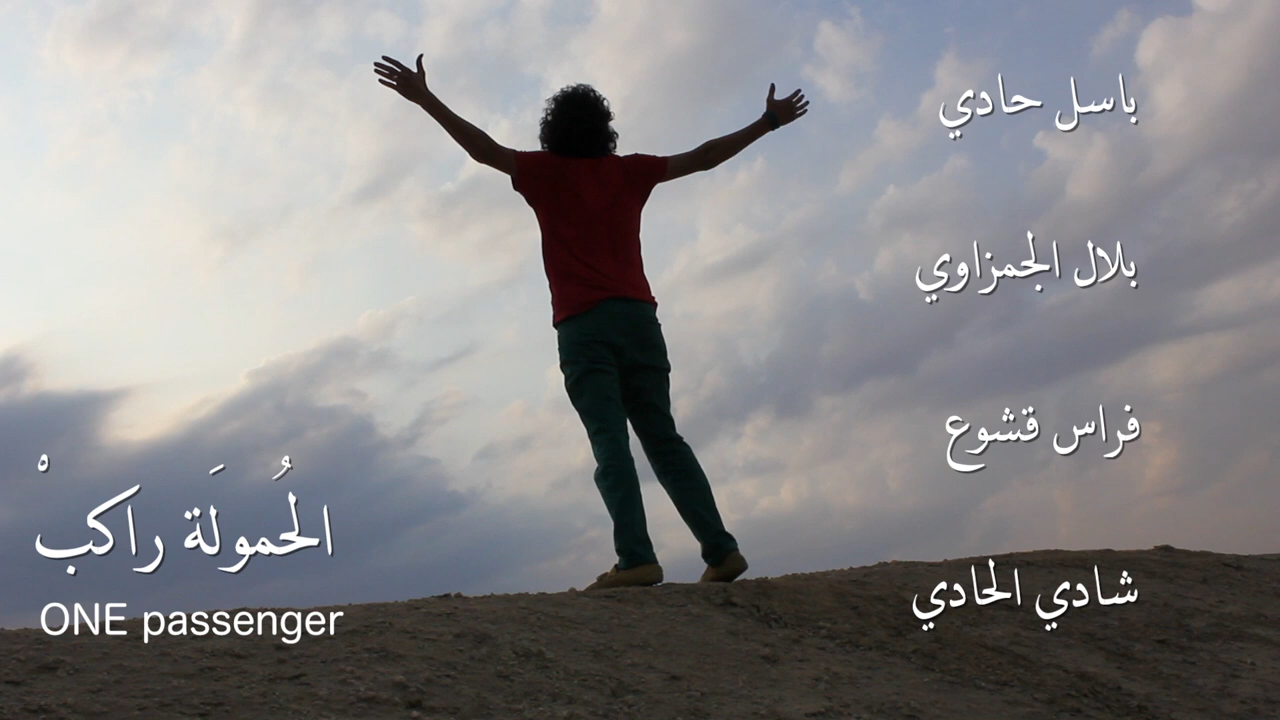 باسل حادي
بلال الجمزاوي
فراس قشوع
شادي الحادي
الحُمولَة راكبْ
ONE passenger